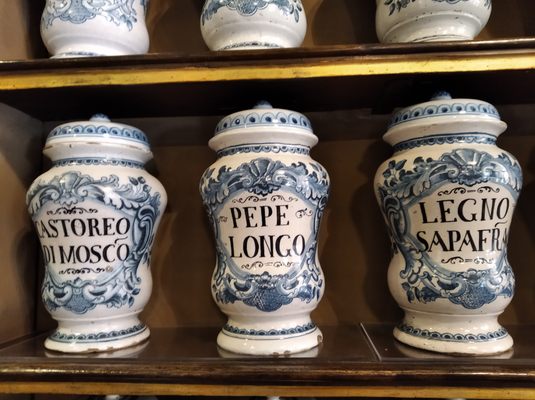 CASTOREO
DI MOSCO
PEPE
LONGO
LEGNO
SAPAFRA